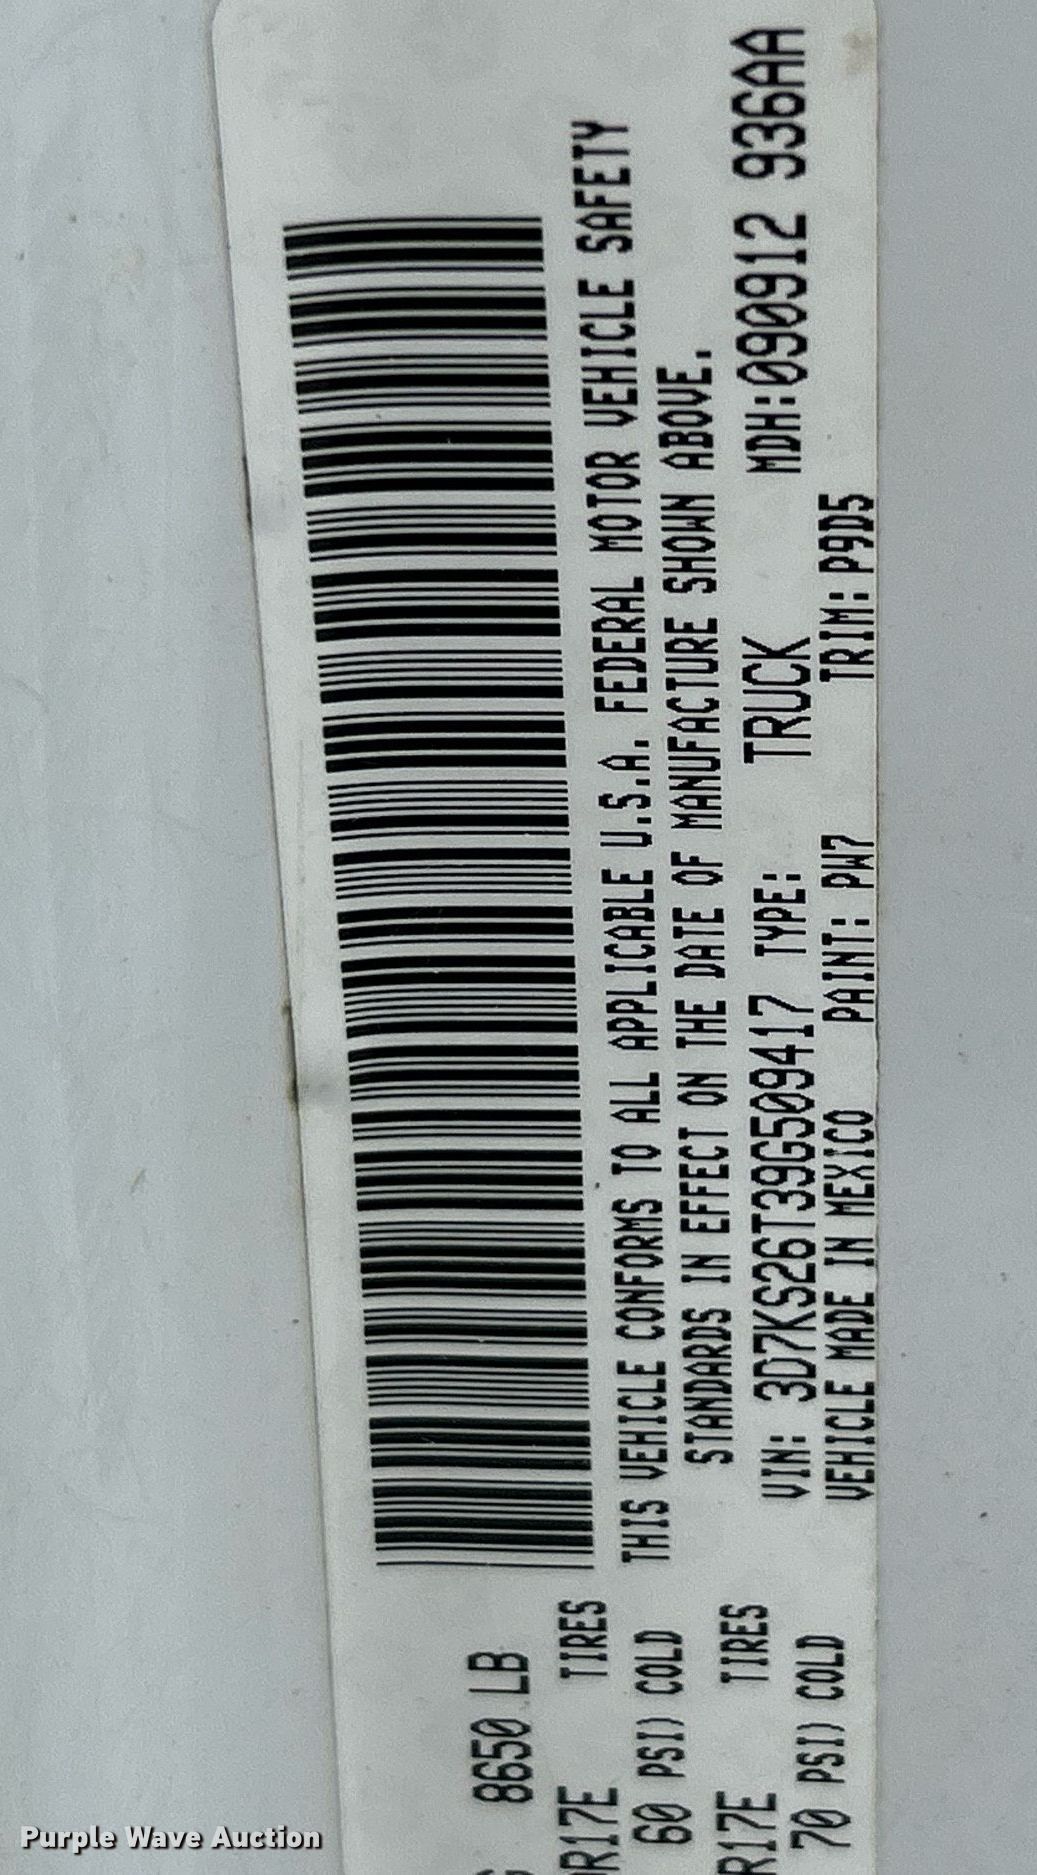 8650 LB
R17E TIRES
60 PSI) COLD
R17E TIRES
70 PSI) COLD
THIS VEHICLE CONFORMS TO ALL APPLICABLE U.S.A. FEDERAL MOTOR VEHICLE SAFETY
STANDARDS IN EFFECT ON THE DATE OF MANUFACTURE SHOWN ABOVE.
VIN: 3D7KS26T39G509417 TYPE: TRUCK MDH:090912 936AA
VEHICLE MADE IN MEXICO PAINT: PW7 TRIM: P9D5
Purple Wave Auction